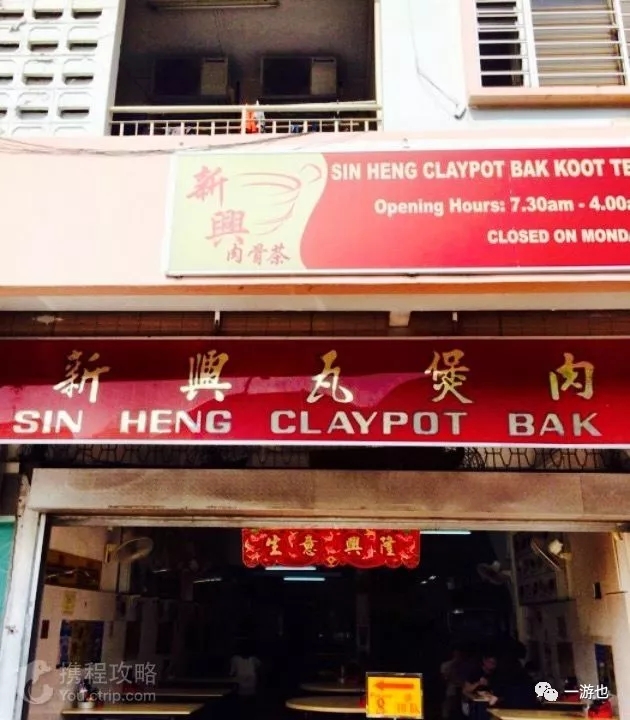 新興
肉骨茶
SIN HENG CLAYPOT BAK KOOT TE
Opening Hours: 7.30am - 4.00
CLOSED ON MOND
新興瓦煲肉
SIN HENG CLAYPOT BAK
生意興隆
携程攻略
You.ctrip.com
一游也